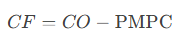 CF = CO − PMPC